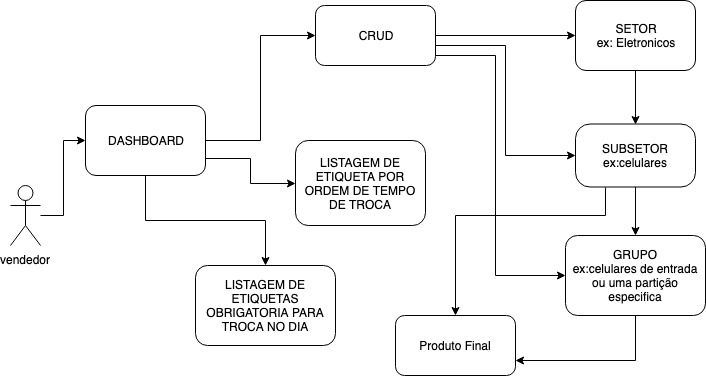 CRUD
SETOR
ex: Eletronicos
DASHBOARD
SUBSETOR
ex:celulares
LISTAGEM DE
ETIQUETA POR
ORDEM DE TEMPO
DE TROCA
vendedor
GRUPO
ex:celulares de entrada
ou uma partição
especifica
LISTAGEM DE
ETIQUETAS
OBRIGATORIA PARA
TROCA NO DIA
Produto Final